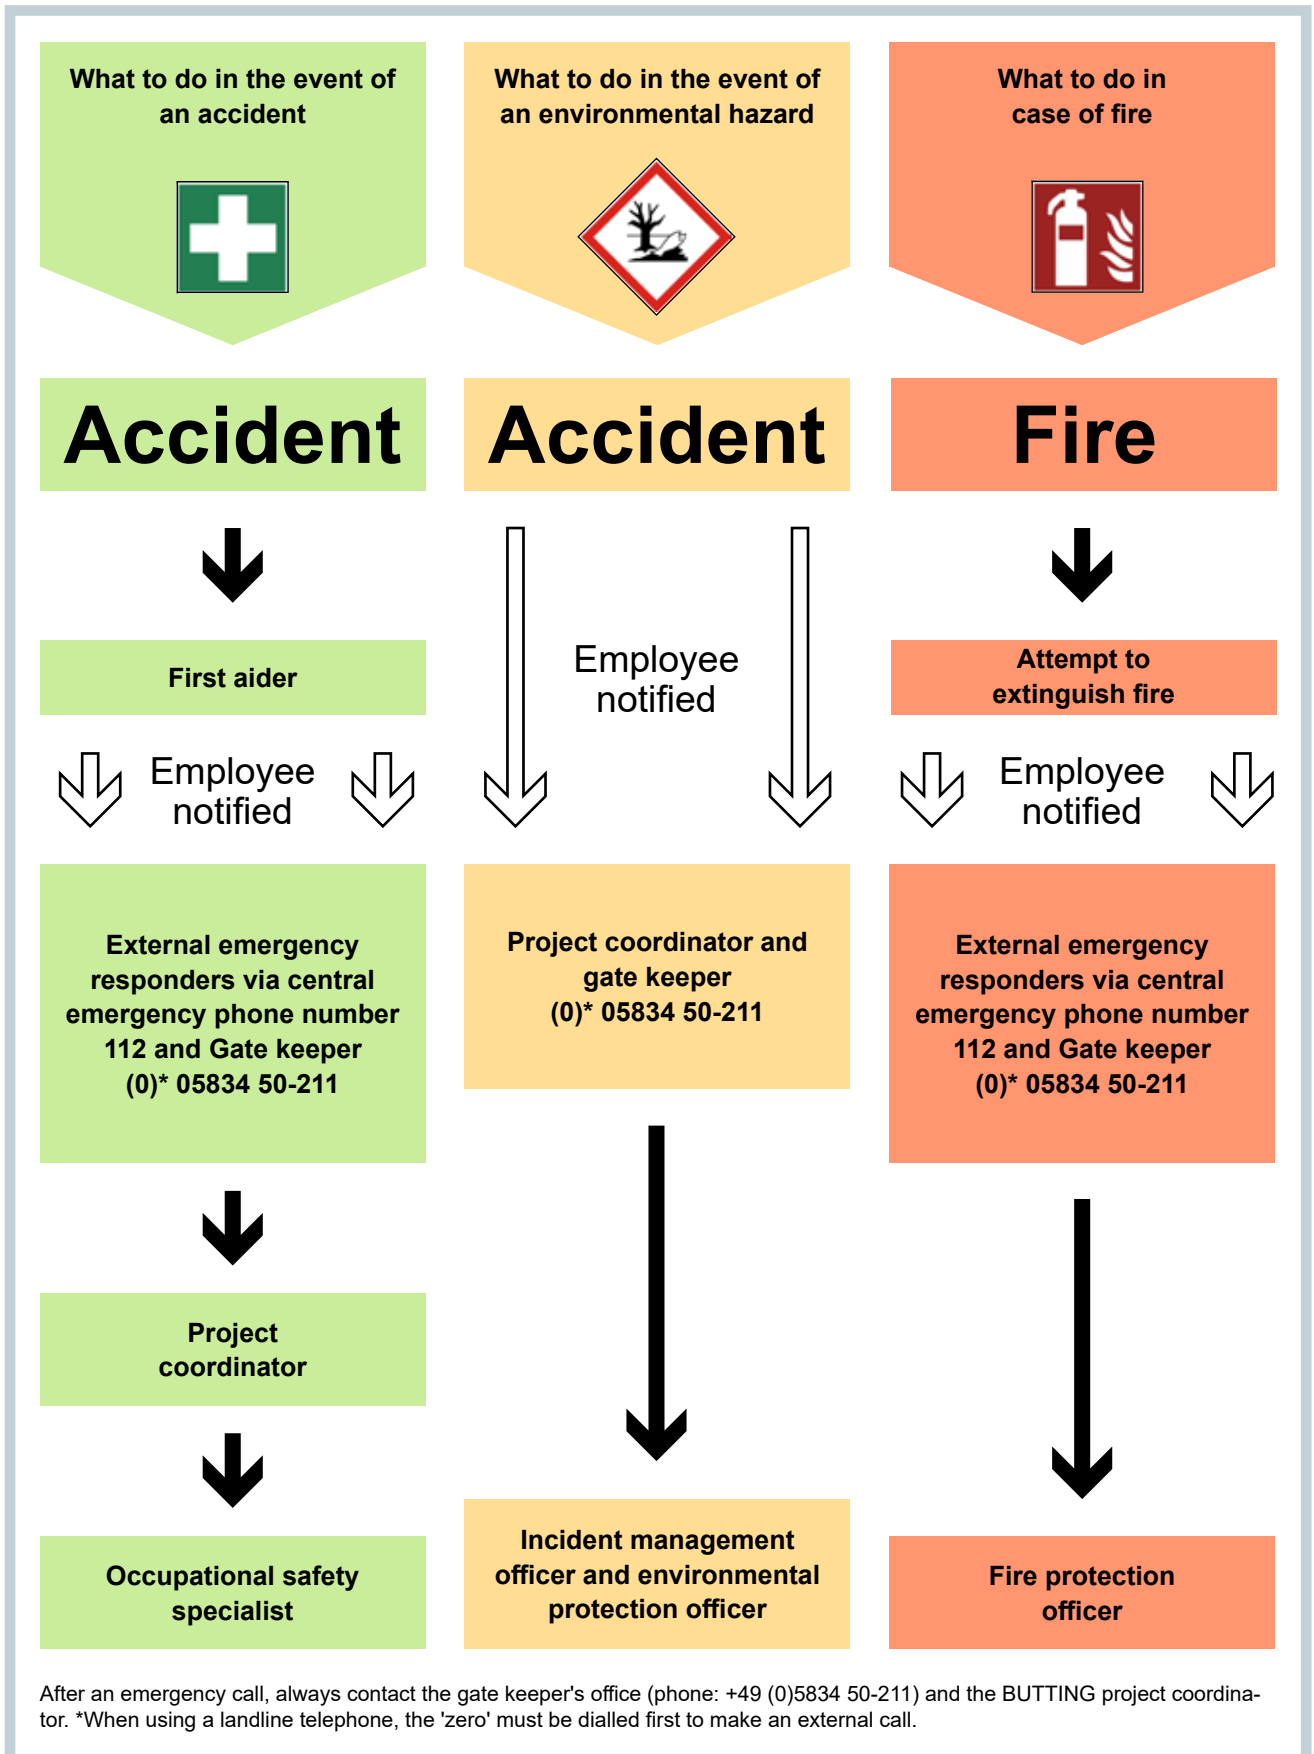 What to do in the event of
an accident
What to do in the event of
an environmental hazard
What to do in
case of fire
Accident
Accident
Fire
First aider
Employee
notified
Attempt to
extinguish fire
Employee
notified
Employee
notified
External emergency
responders via central
emergency phone number
112 and Gate keeper
(0)* 05834 50-211
Project coordinator and
gate keeper
(0)* 05834 50-211
External emergency
responders via central
emergency phone number
112 and Gate keeper
(0)* 05834 50-211
Project
coordinator
Occupational safety
specialist
Incident management
officer and environmental
protection officer
Fire protection
officer
After an emergency call, always contact the gate keeper's office (phone: +49 (0)5834 50-211) and the BUTTING project coordina-
tor. *When using a landline telephone, the 'zero' must be dialled first to make an external call.